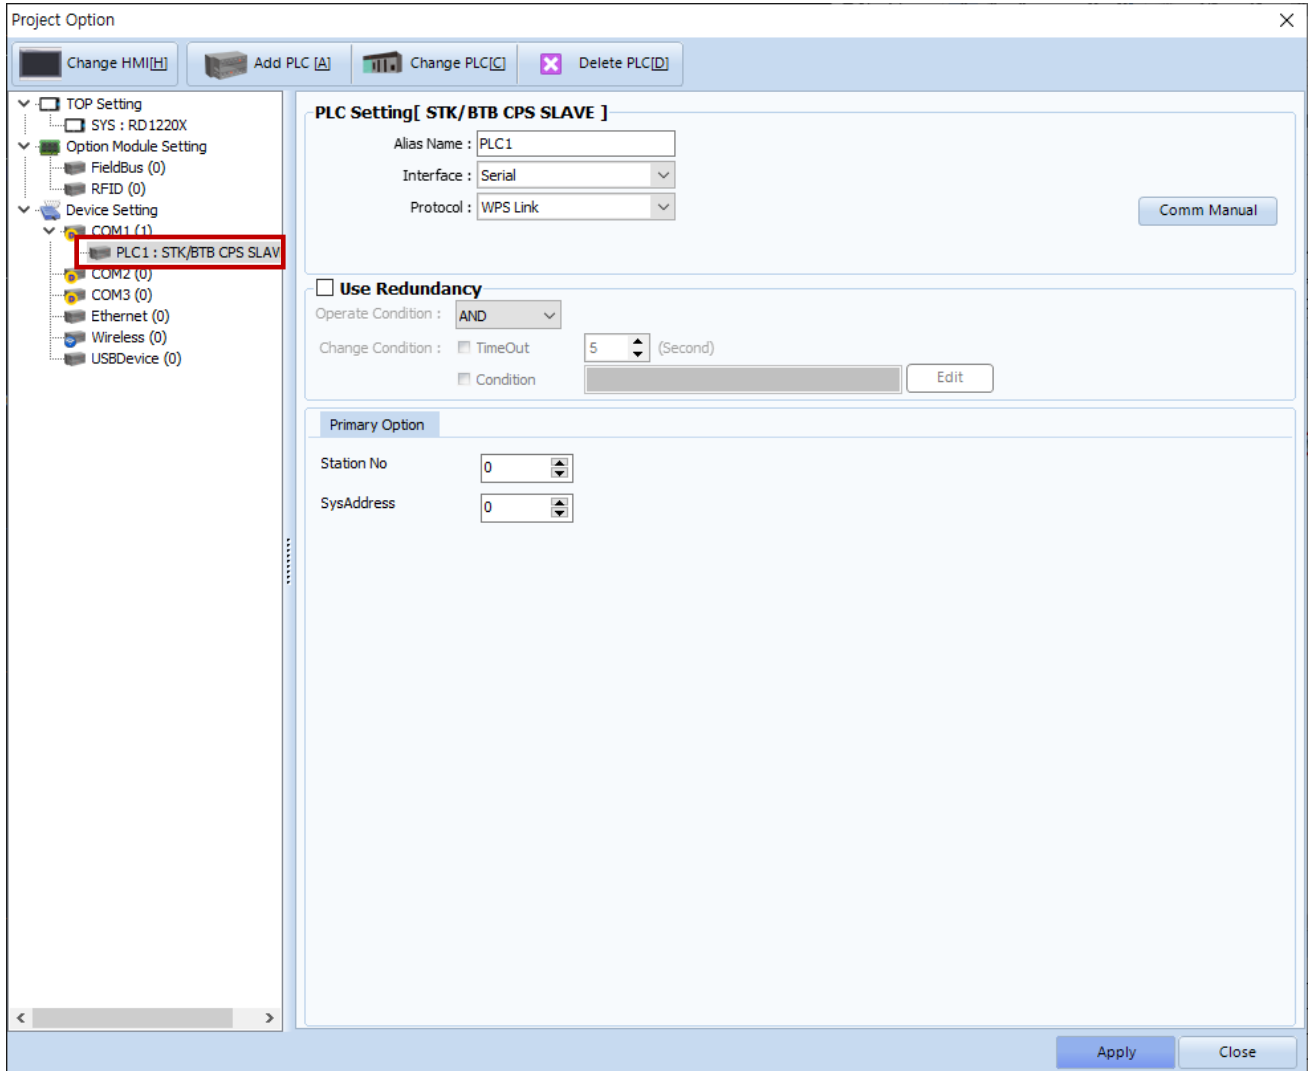 Project Option
Change HMI[H]
Add PLC [A]
Change PLC[C]
Delete PLC[D]
TOP Setting
SYS : RD1220X
Option Module Setting
FieldBus (0)
RFID (0)
Device Setting
COM1 (1)
PLC1 : STK/BTB CPS SLAV
COM2 (0)
COM3 (0)
Ethernet (0)
Wireless (0)
USBDevice (0)
PLC Setting[ STK/BTB CPS SLAVE ]
Alias Name : PLC1
Interface : Serial
Protocol : WPS Link
Comm Manual
Use Redundancy
Operate Condition : AND
Change Condition : TimeOut 5 (Second)
Condition Edit
Primary Option
Station No 0
SysAddress 0
Apply Close